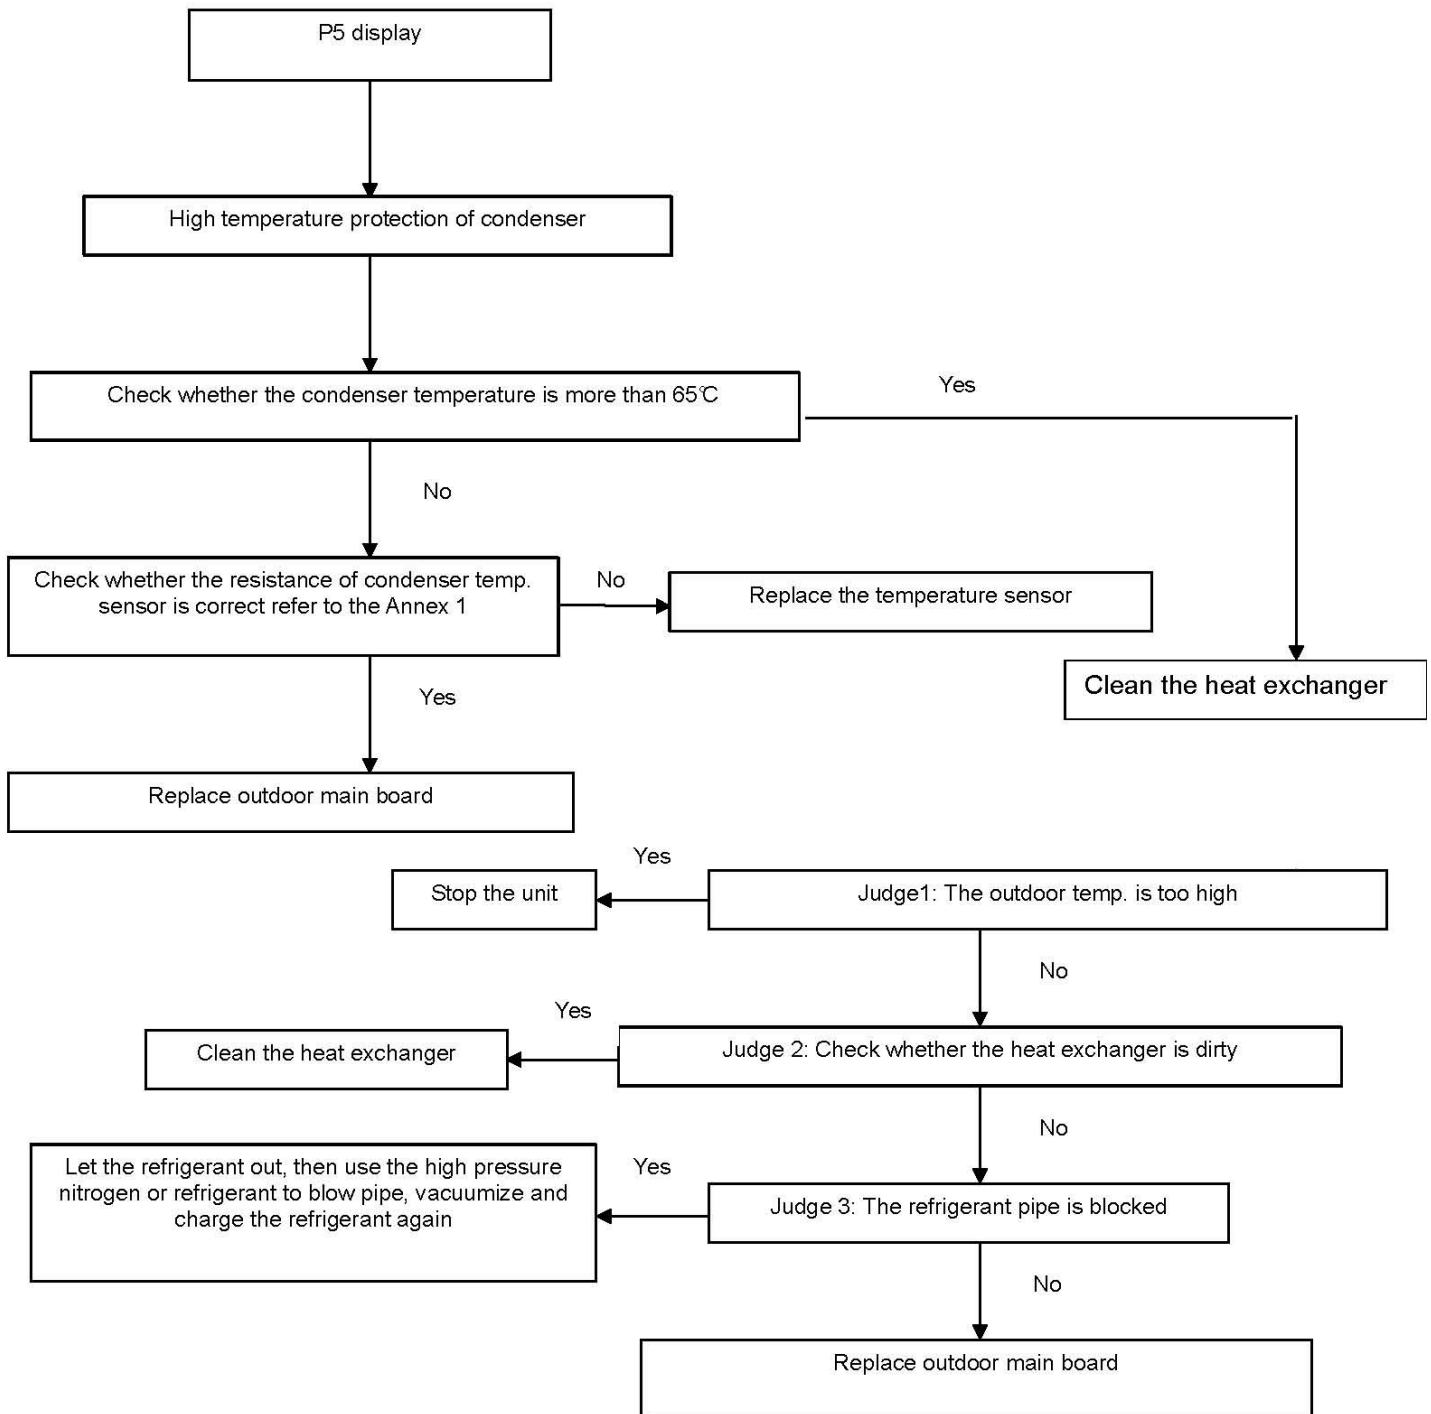 P5 display
High temperature protection of condenser
Check whether the condenser temperature is more than 65℃
Yes
No
Check whether the resistance of condenser temp.
sensor is correct refer to the Annex 1
No
Replace the temperature sensor
Clean the heat exchanger
Yes
Replace outdoor main board
Yes
Stop the unit
Judge1: The outdoor temp. is too high
No
Yes
Clean the heat exchanger
Judge 2: Check whether the heat exchanger is dirty
No
Let the refrigerant out, then use the high pressure
nitrogen or refrigerant to blow pipe, vacuumize and
charge the refrigerant again
Yes
Judge 3: The refrigerant pipe is blocked
No
Replace outdoor main board